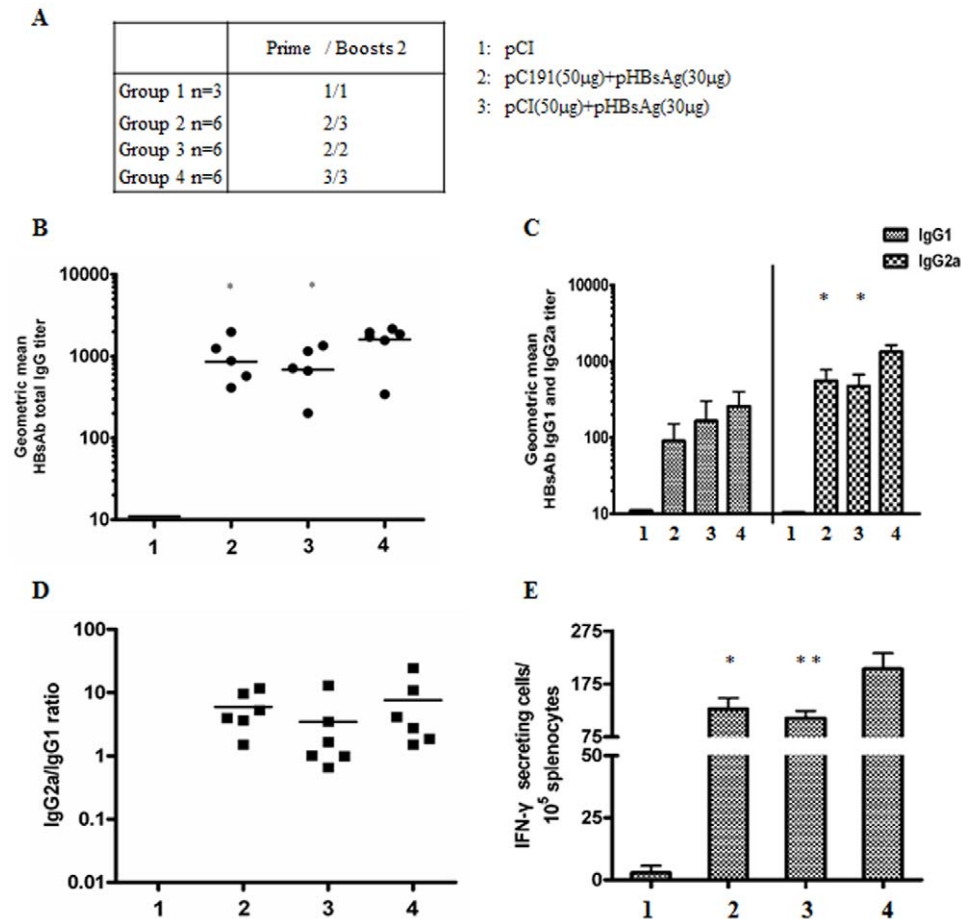 A
Prime / Boosts 2
Group 1 n=3 1/1
Group 2 n=6 2/3
Group 3 n=6 2/2
Group 4 n=6 3/3
1: pCI
2: pC191(50μg)+pHBsAg(30μg)
3: pCI(50μg)+pHBsAg(30μg)
B
Geometric mean
HBsAb total IgG titer
10000
1000
100
10
* *
1 2 3 4
C
IgG1
IgG2a
Geometric mean
HBsAb IgG1 and IgG2a titer
10000
1000
100
10
* *
1 2 3 4 1 2 3 4
D
IgG2a/IgG1 ratio
100
10
1
0.1
0.01
1 2 3 4
E
IFN-γ secreting cells/
10⁵ splenocytes
275
175
75
50
25
0
* **
1 2 3 4